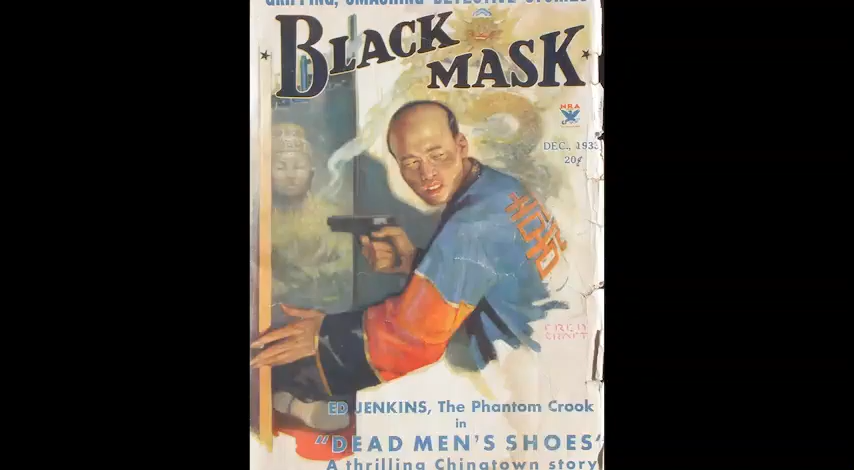 GRIPPING, SMASHING DETECTIVE STORIES
BLACK
MASK
NRA
DEC., 1933
20¢
ED JENKINS, The Phantom Crook
in
"DEAD MEN'S SHOES"
A thrilling Chinatown story